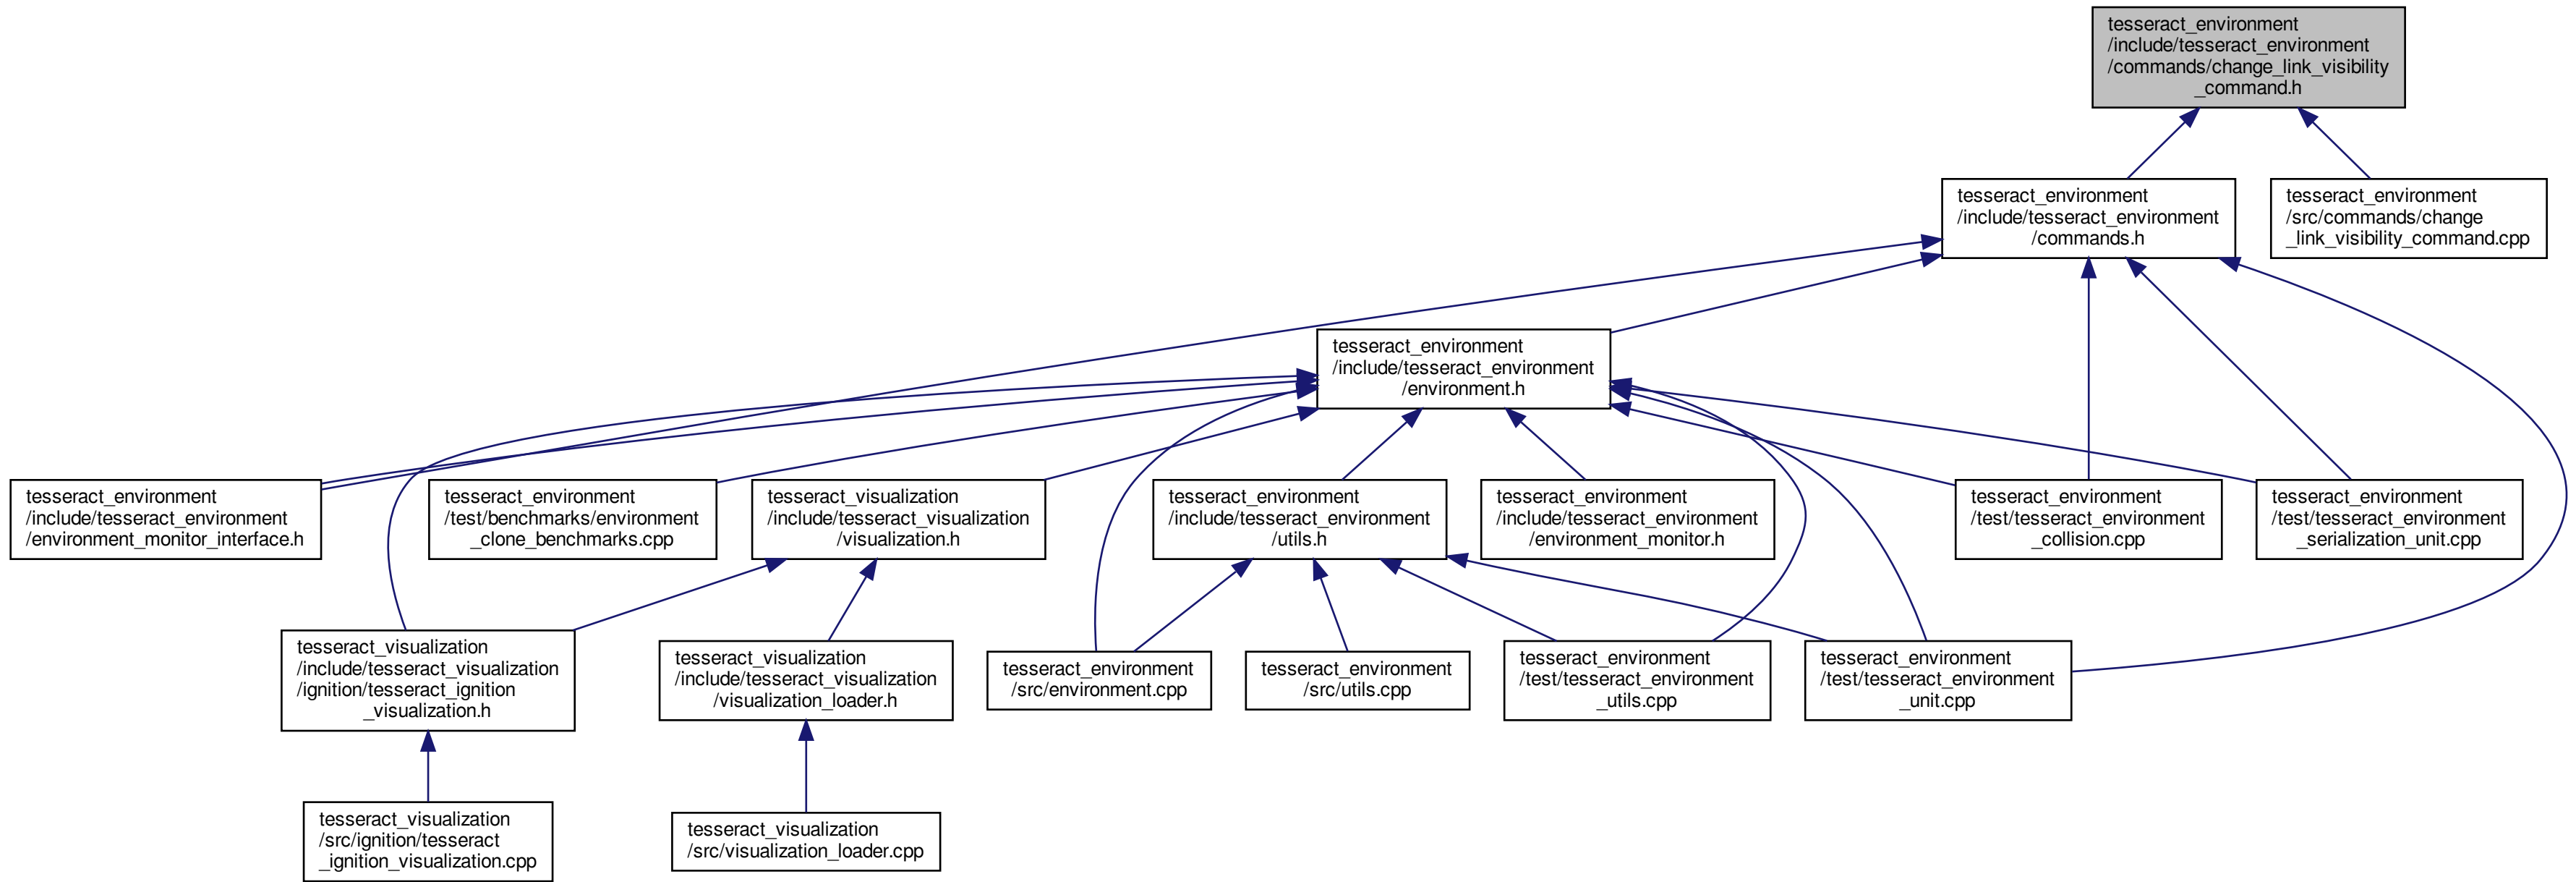 tesseract_environment
/include/tesseract_environment
/commands/change_link_visibility
_command.h
tesseract_environment
/include/tesseract_environment
/commands.h
tesseract_environment
/src/commands/change
_link_visibility_command.cpp
tesseract_environment
/include/tesseract_environment
/environment.h
tesseract_environment
/include/tesseract_environment
/environment_monitor_interface.h
tesseract_environment
/test/benchmarks/environment
_clone_benchmarks.cpp
tesseract_visualization
/include/tesseract_visualization
/visualization.h
tesseract_environment
/include/tesseract_environment
/utils.h
tesseract_environment
/include/tesseract_environment
/environment_monitor.h
tesseract_environment
/test/tesseract_environment
_collision.cpp
tesseract_environment
/test/tesseract_environment
_serialization_unit.cpp
tesseract_visualization
/include/tesseract_visualization
/ignition/tesseract_ignition
_visualization.h
tesseract_visualization
/include/tesseract_visualization
/visualization_loader.h
tesseract_environment
/src/environment.cpp
tesseract_environment
/src/utils.cpp
tesseract_environment
/test/tesseract_environment
_utils.cpp
tesseract_environment
/test/tesseract_environment
_unit.cpp
tesseract_visualization
/src/ignition/tesseract
_ignition_visualization.cpp
tesseract_visualization
/src/visualization_loader.cpp